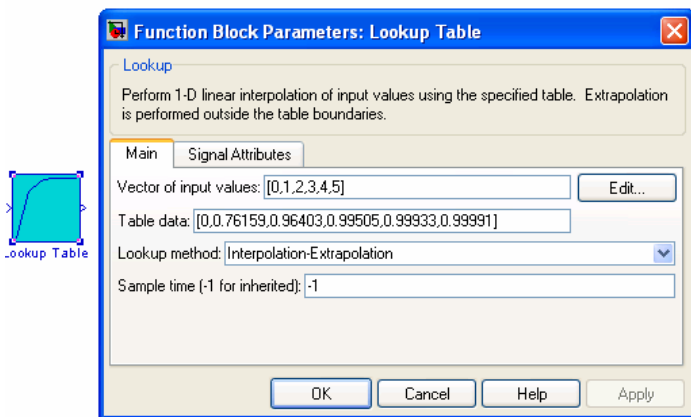 Function Block Parameters: Lookup Table
Lookup
Perform 1-D linear interpolation of input values using the specified table. Extrapolation
is performed outside the table boundaries.
Main Signal Attributes
Vector of input values: [0,1,2,3,4,5] Edit...
Table data: [0,0.76159,0.96403,0.99505,0.99933,0.99991]
Lookup method: Interpolation-Extrapolation
Sample time (-1 for inherited): -1
OK Cancel Help Apply
Lookup Table